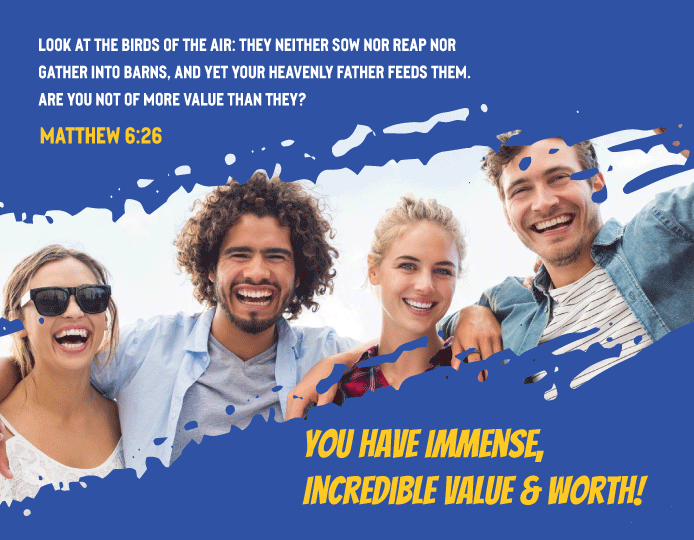 LOOK AT THE BIRDS OF THE AIR: THEY NEITHER SOW NOR REAP NOR
GATHER INTO BARNS, AND YET YOUR HEAVENLY FATHER FEEDS THEM.
ARE YOU NOT OF MORE VALUE THAN THEY?
MATTHEW 6:26
YOU HAVE IMMENSE,
INCREDIBLE VALUE & WORTH!